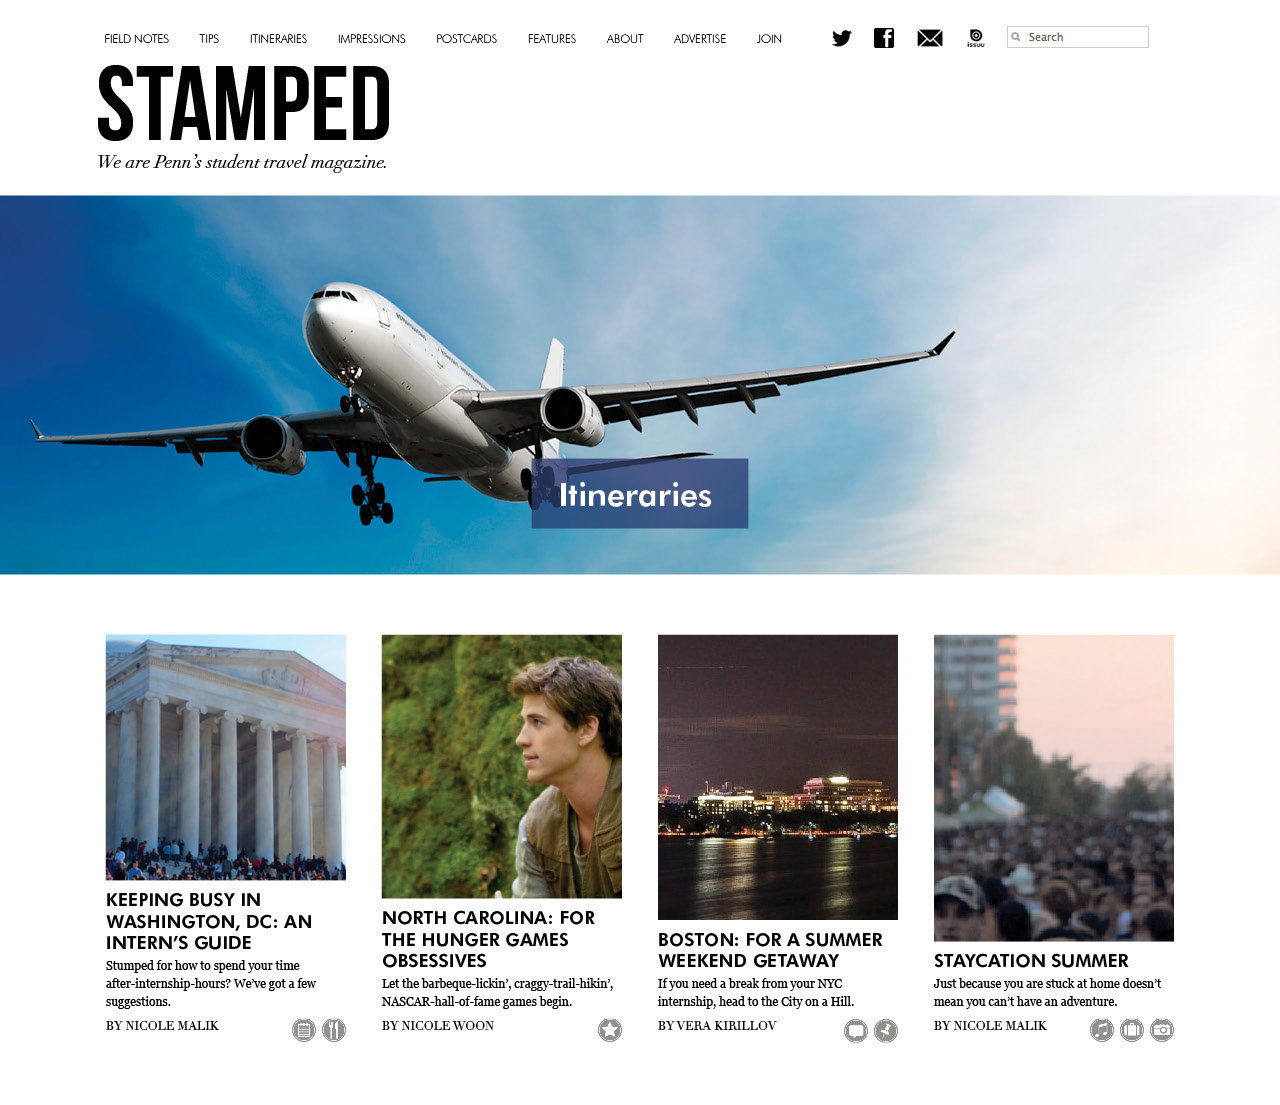 FIELD NOTES TIPS ITINERARIES IMPRESSIONS POSTCARDS FEATURES ABOUT ADVERTISE JOIN issuu Search
STAMPED
We are Penn’s student travel magazine.
Itineraries
KEEPING BUSY IN
WASHINGTON, DC: AN
INTERN’S GUIDE
Stumped for how to spend your time
after-internship-hours? We’ve got a few
suggestions.
BY NICOLE MALIK
NORTH CAROLINA: FOR
THE HUNGER GAMES
OBSESSIVES
Let the barbeque-lickin’, craggy-trail-hikin’,
NASCAR-hall-of-fame games begin.
BY NICOLE WOON
BOSTON: FOR A SUMMER
WEEKEND GETAWAY
If you need a break from your NYC
internship, head to the City on a Hill.
BY VERA KIRILLOV
STAYCATION SUMMER
Just because you are stuck at home doesn’t
mean you can’t have an adventure.
BY NICOLE MALIK